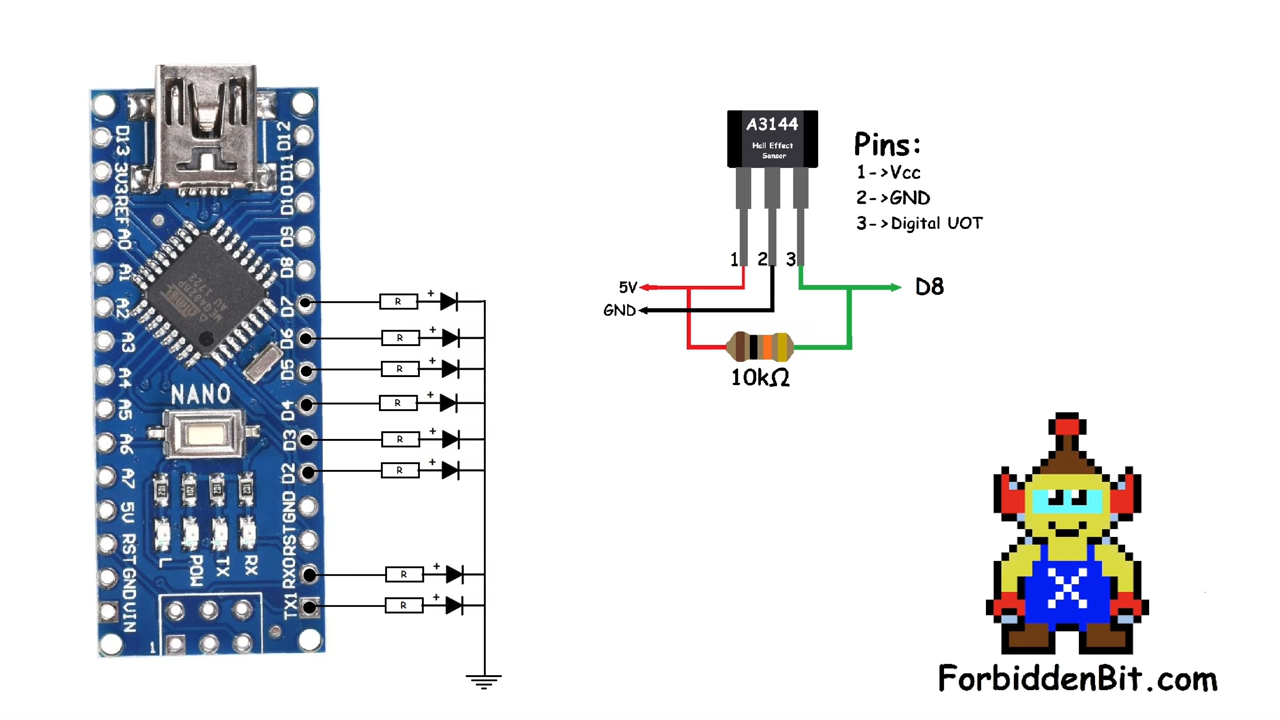 D13
3V3
REF
A0
A1
A2
A3
A4
A5
A6
A7
5V
RST
GND
VIN
D12
D11
D10
D9
D8
D7
D6
D5
D4
D3
D2
GND
RST
RX0
TX1
NANO
L
POW
TX
RX
1
R +
R +
R +
R +
R +
R +
R +
R +
A3144
Hall Effect
Sensor
Pins:
1->Vcc
2->GND
3->Digital UOT
1 2 3
5V
GND
D8
10kΩ
ForbiddenBit.com